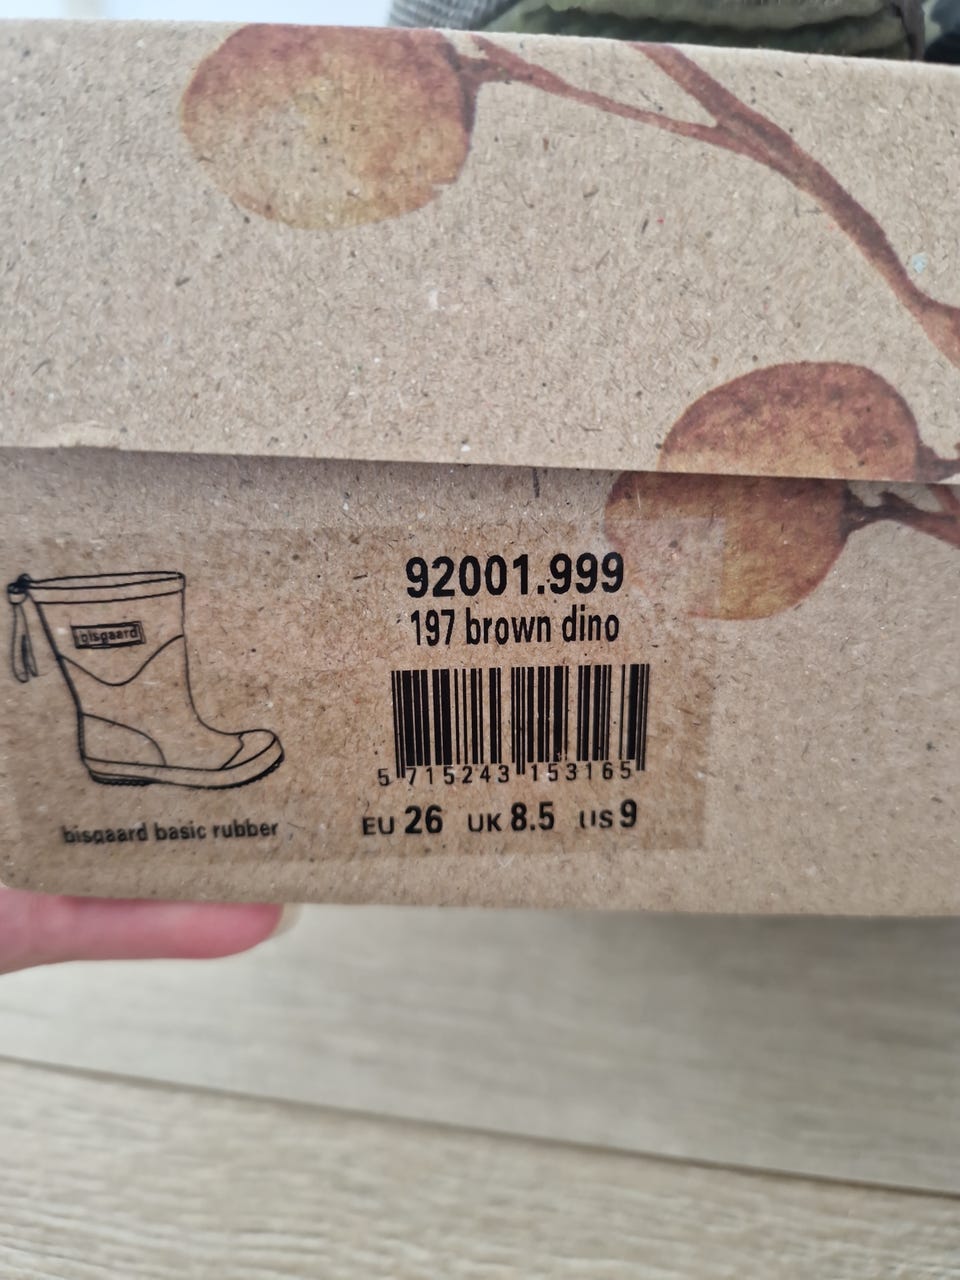 92001.999
197 brown dino
bisgaard
5 715243 153165
EU 26 UK 8.5 US 9
bisgaard basic rubber